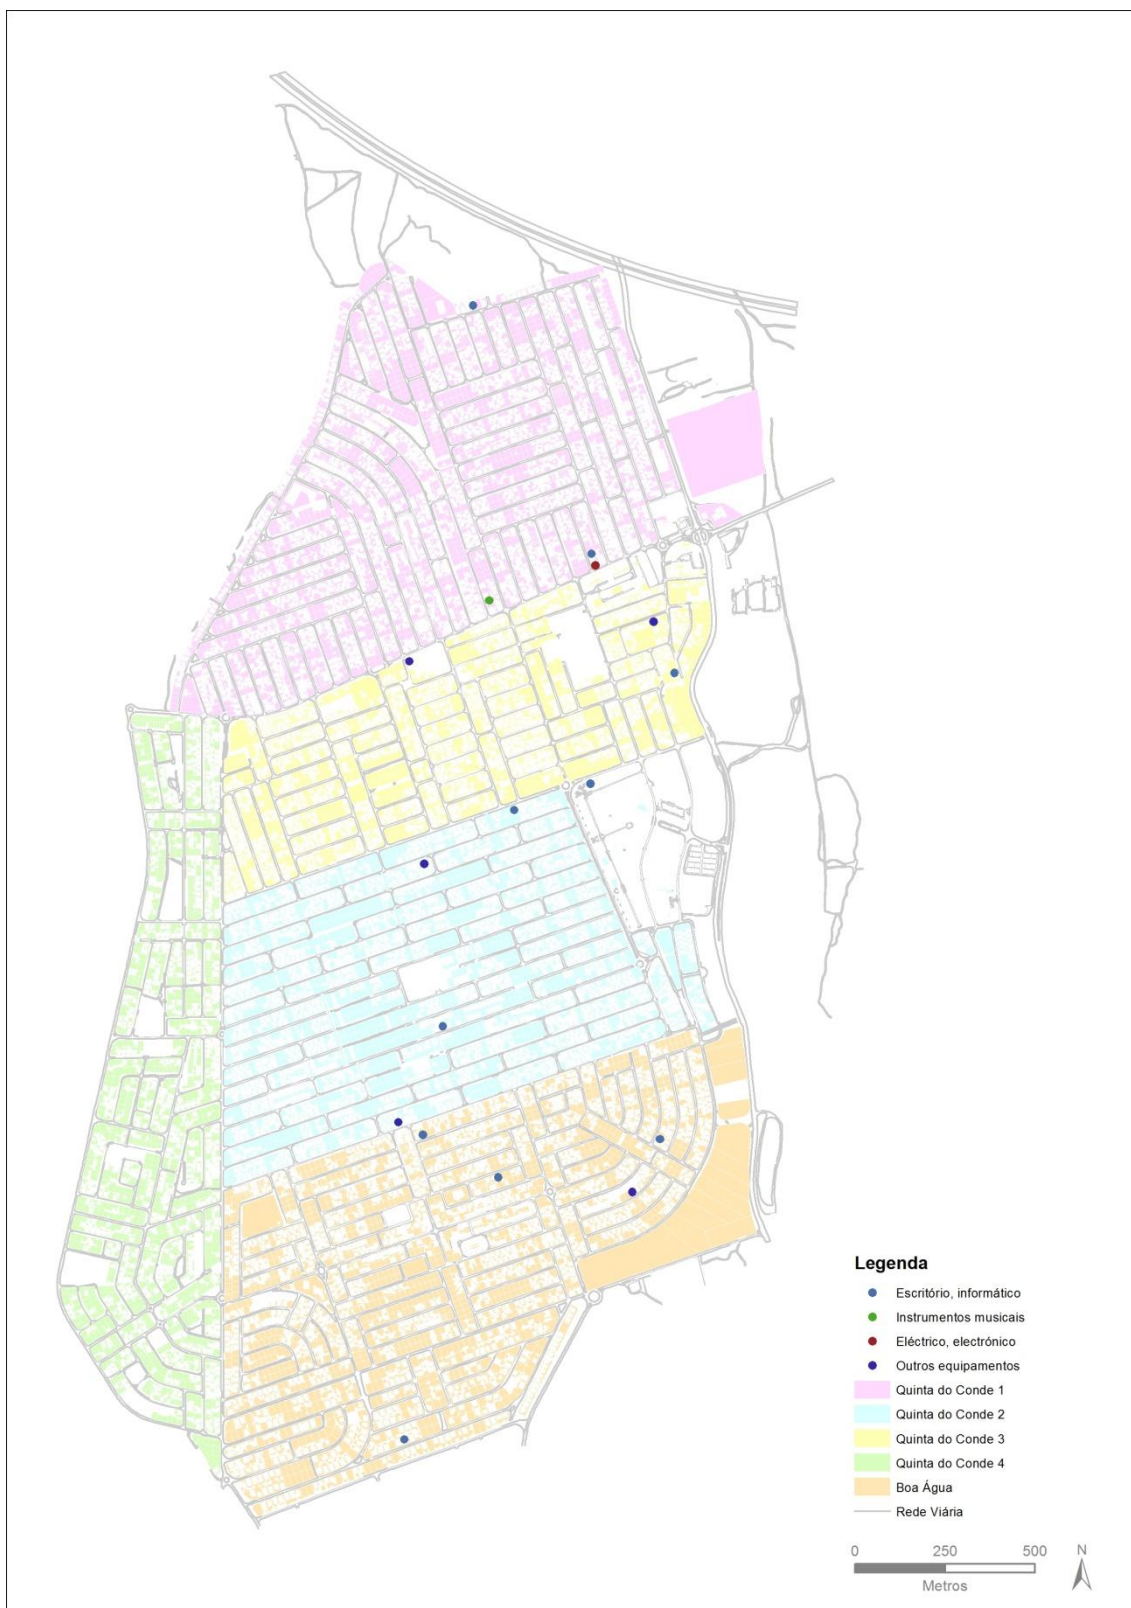 Legenda
Escritório, informático
Instrumentos musicais
Eléctrico, electrónico
Outros equipamentos
Quinta do Conde 1
Quinta do Conde 2
Quinta do Conde 3
Quinta do Conde 4
Boa Água
Rede Viária
0 250 500 N
Metros